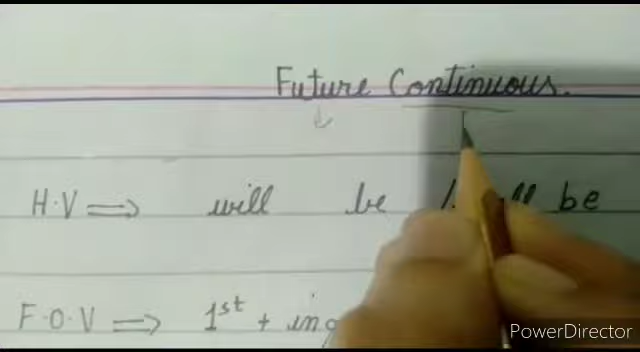 Future Continuous.
H.V ⇒ will be / be
F.O.V ⇒ 1st + ing
PowerDirector